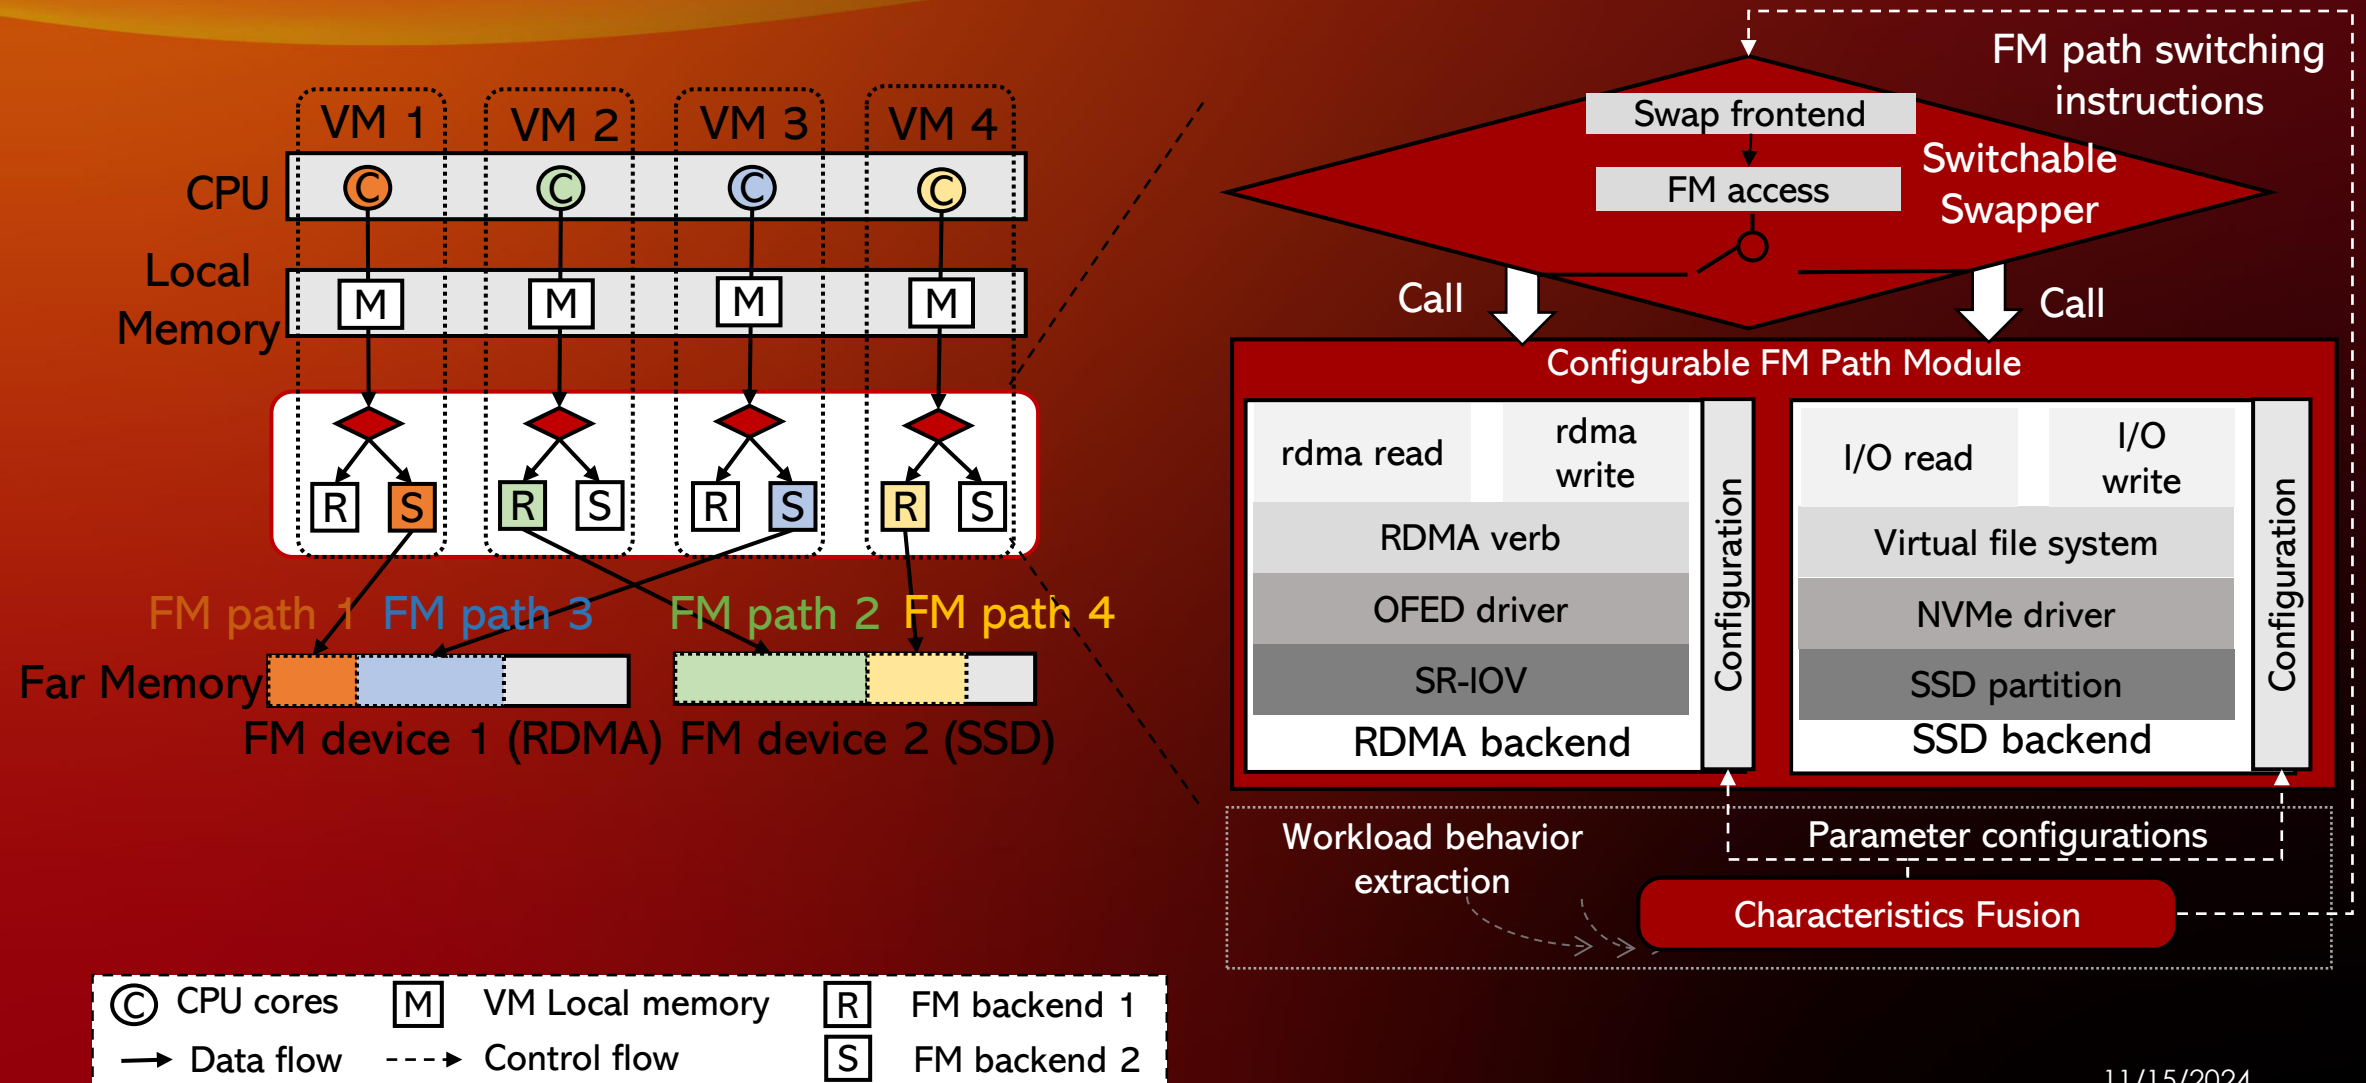 VM 1
VM 2
VM 3
VM 4
CPU
C
C
C
C
Local
Memory
M
M
M
M
R
S
R
S
R
S
R
S
FM path 1
FM path 3
FM path 2
FM path 4
Far Memory
FM device 1 (RDMA)
FM device 2 (SSD)
C
CPU cores
M
VM Local memory
R
FM backend 1
Data flow
Control flow
S
FM backend 2
FM path switching
instructions
Swap frontend
FM access
Switchable
Swapper
Call
Call
Configurable FM Path Module
rdma read
rdma
write
RDMA verb
OFED driver
SR-IOV
RDMA backend
Configuration
I/O read
I/O
write
Virtual file system
NVMe driver
SSD partition
SSD backend
Configuration
Workload behavior
extraction
Parameter configurations
Characteristics Fusion
11/15/2024